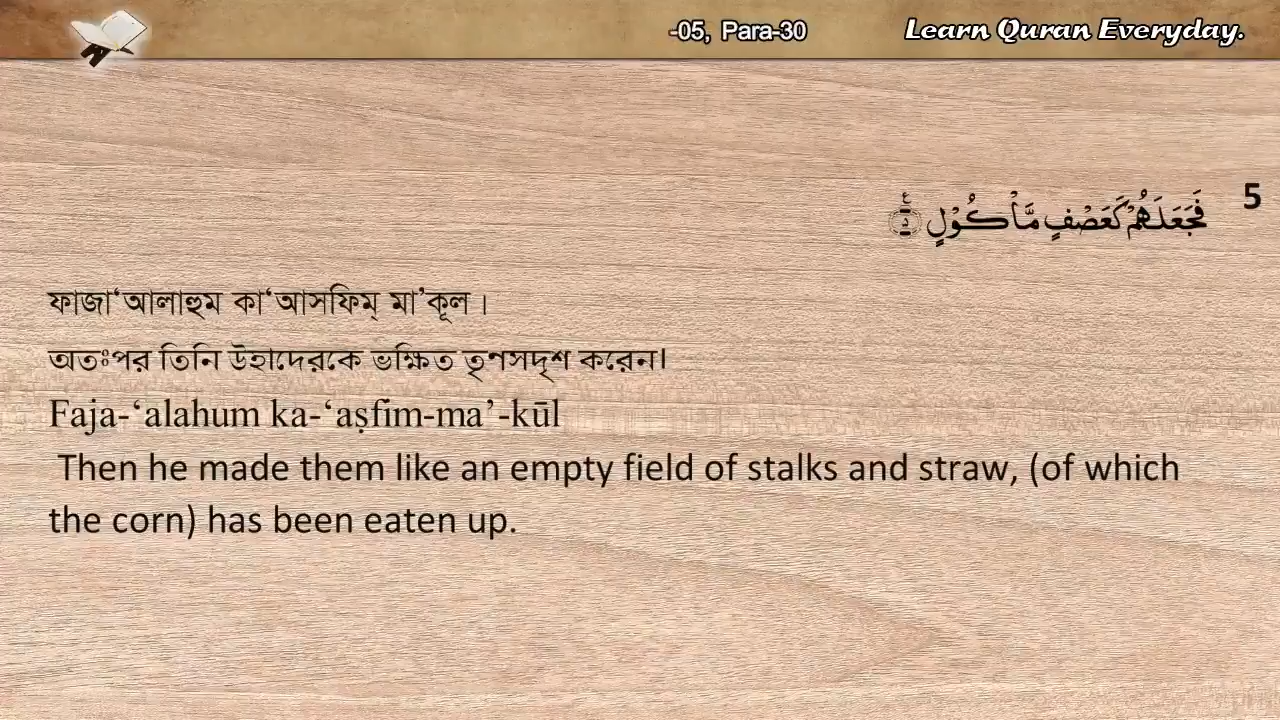 -05, Para-30
Learn Quran Everyday.
5
فَجَعَلَهُمْ كَعَصْفٍ مَّاْكُوْلٍ ۝
ফাজা‘আলাহুম কা‘আসফিম্ মা’কূল।
অতঃপর তিনি উহাদেরকে ভক্ষিত তৃণসদৃশ করেন।
Faja-‘alahum ka-‘aṣfim-ma’-kūl
Then he made them like an empty field of stalks and straw, (of which
the corn) has been eaten up.